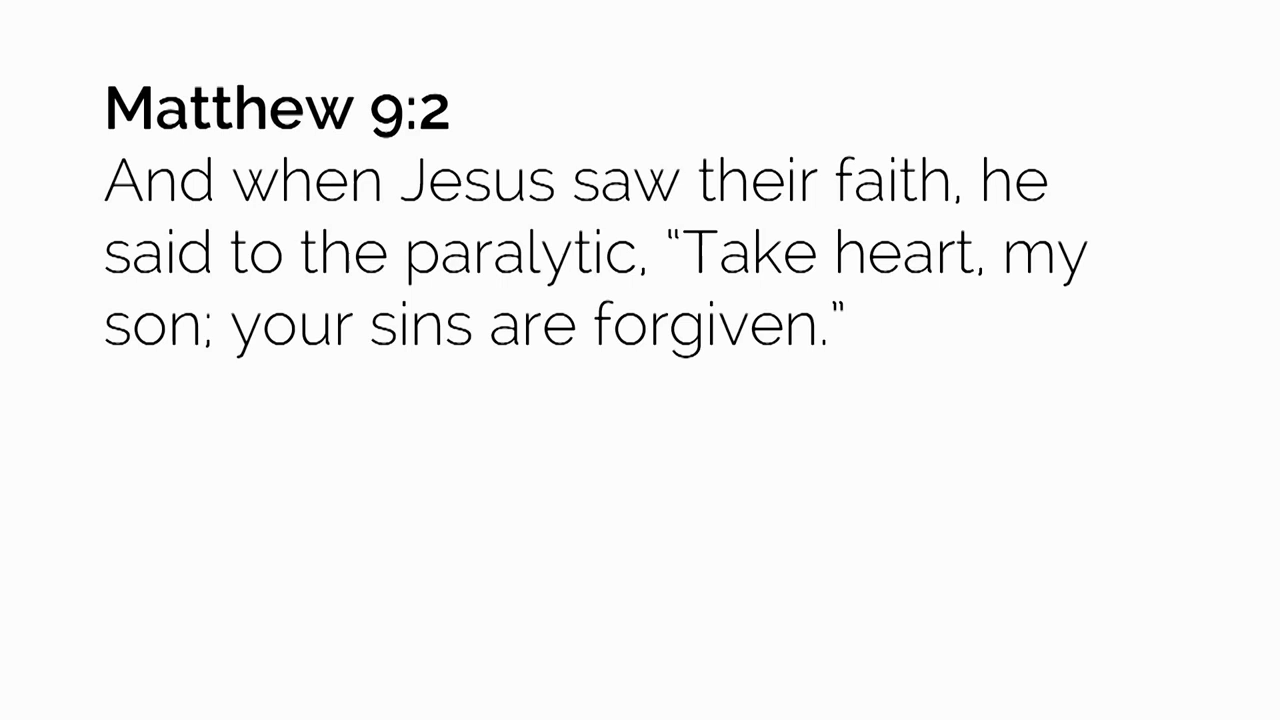 Matthew 9:2
And when Jesus saw their faith, he
said to the paralytic, “Take heart, my
son; your sins are forgiven.”